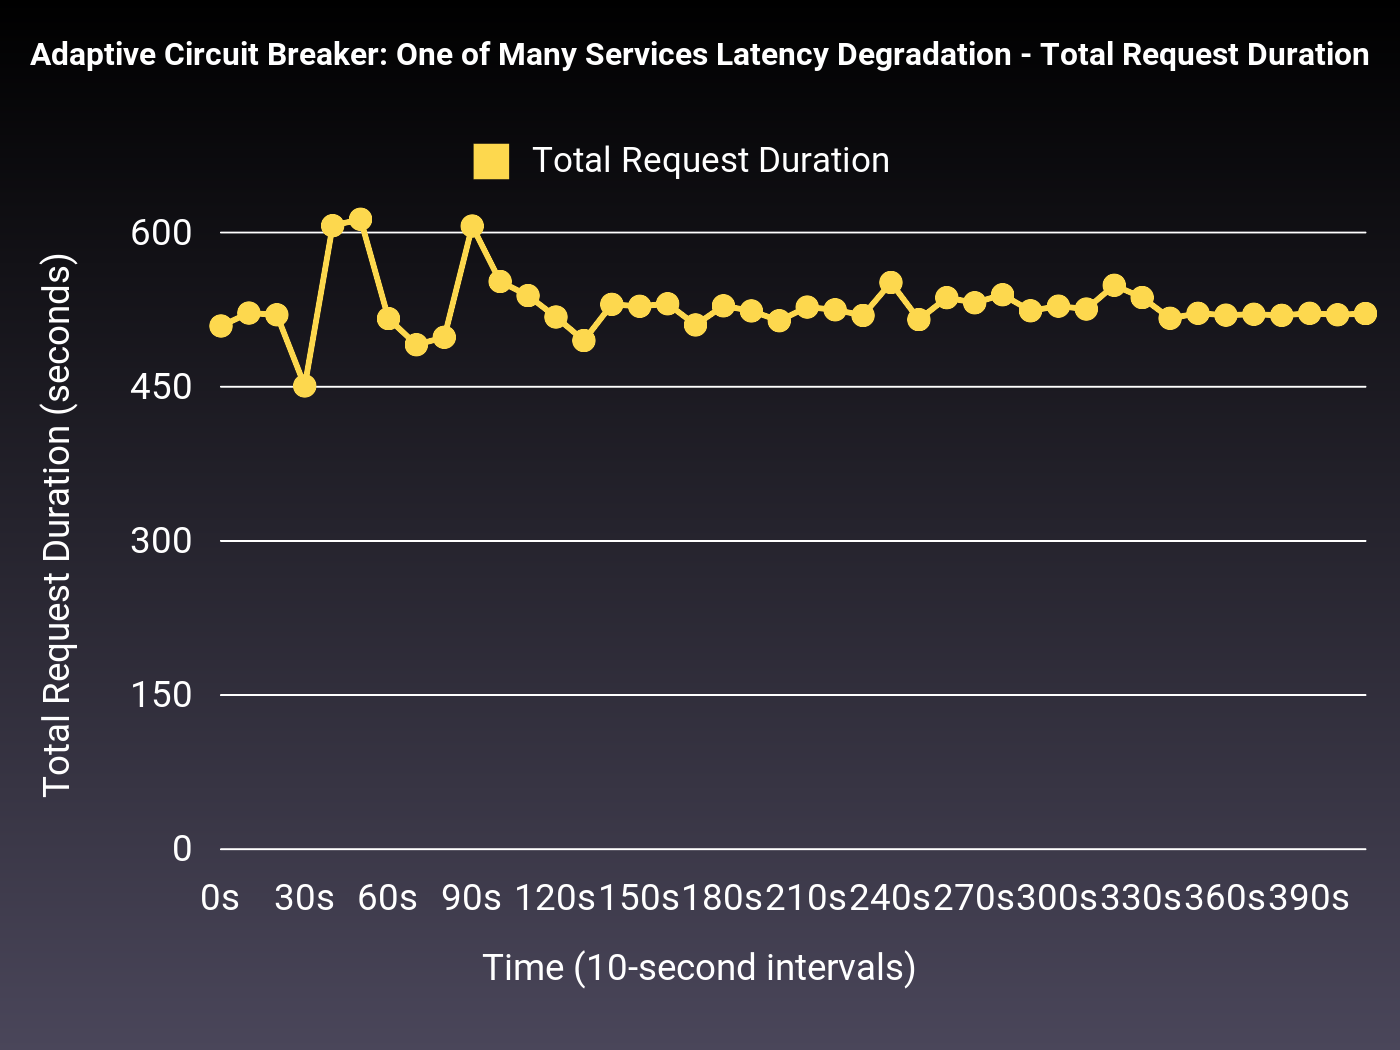 Adaptive Circuit Breaker: One of Many Services Latency Degradation - Total Request Duration
Total Request Duration
Total Request Duration (seconds)
600
450
300
150
0
0s 30s 60s 90s 120s 150s 180s 210s 240s 270s 300s 330s 360s 390s
Time (10-second intervals)